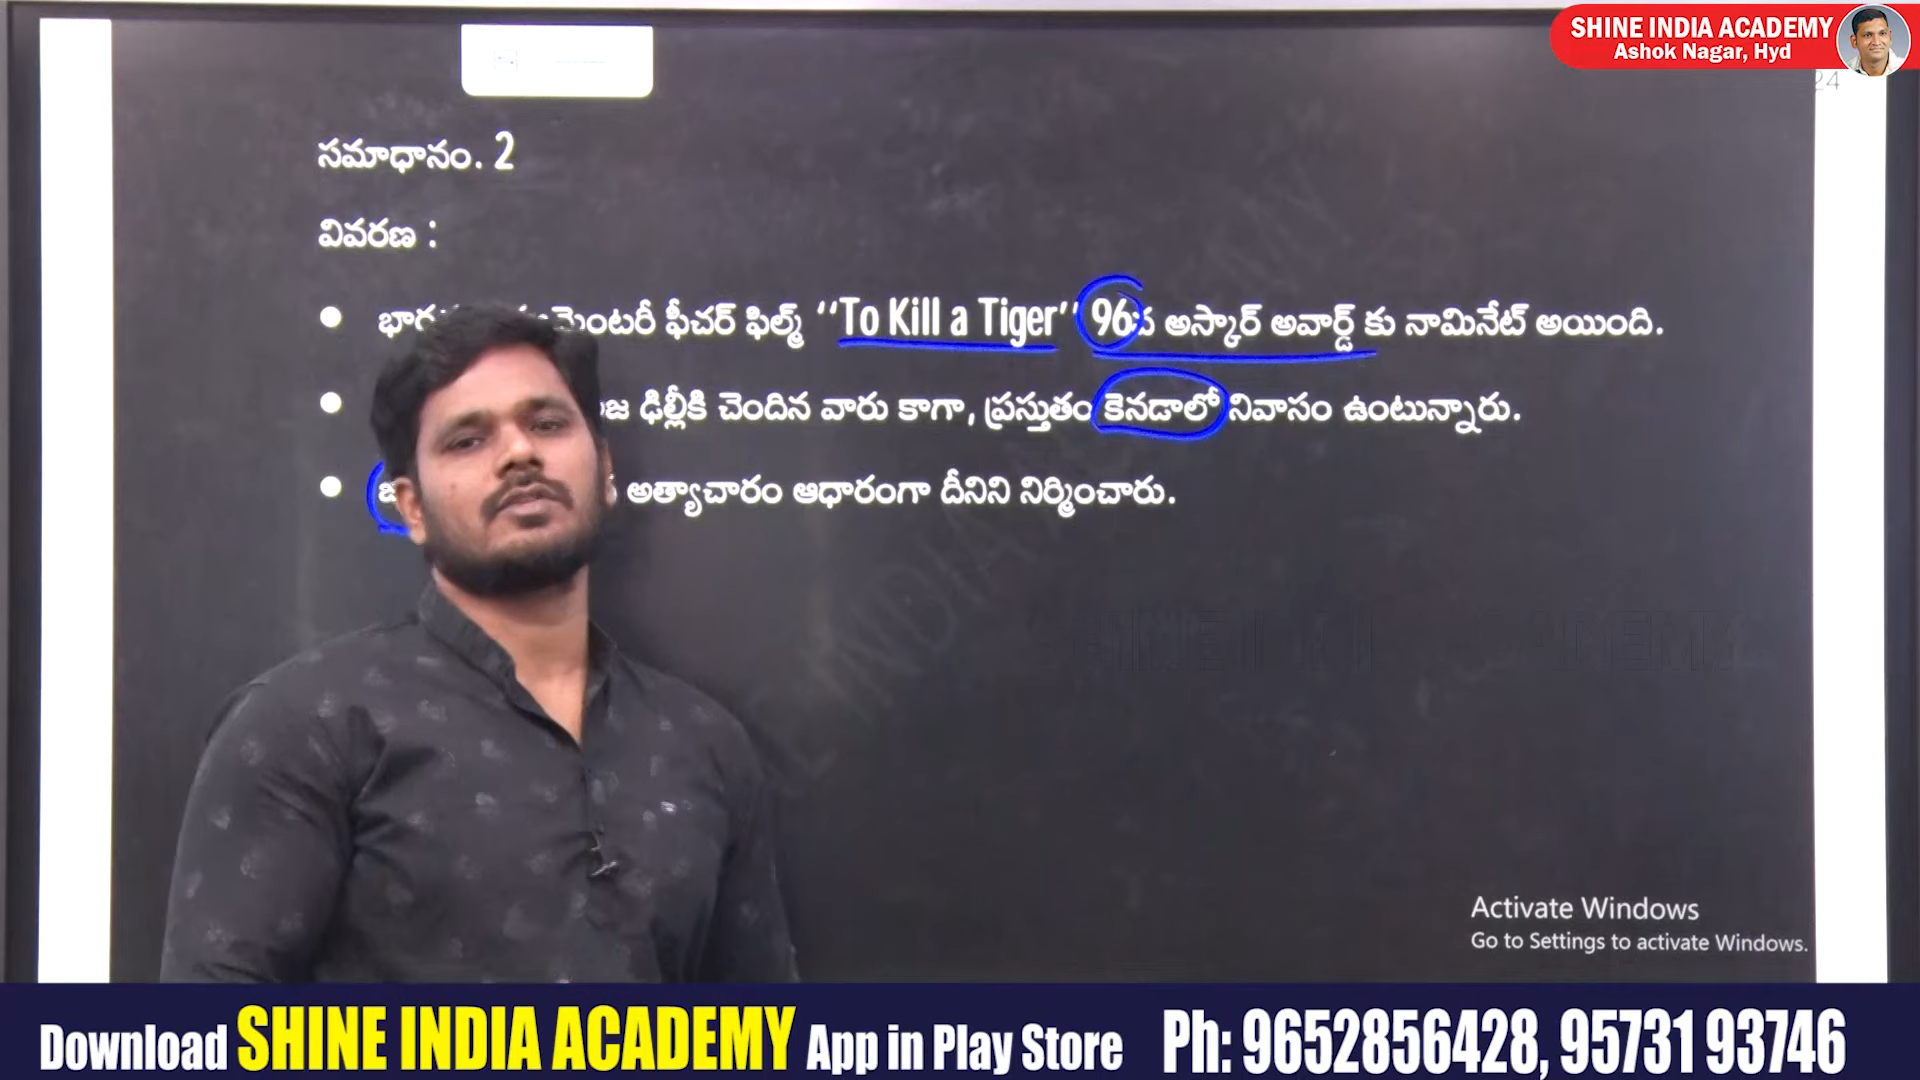 SHINE INDIA ACADEMY
Ashok Nagar, Hyd
24
సమాధానం. 2
వివరణ :
ఫీచర్ ఫిల్మ్ ‘‘To Kill a Tiger’’ 96వ అస్కార్ అవార్డ్ కు నామినేట్ అయింది.
ఢిల్లీకి చెందిన వారు కాగా, ప్రస్తుతం కెనడాలో నివాసం ఉంటున్నారు.
అత్యాచారం ఆధారంగా దీనిని నిర్మించారు.
Activate Windows
Go to Settings to activate Windows.
Download SHINE INDIA ACADEMY App in Play Store Ph: 9652856428, 95731 93746